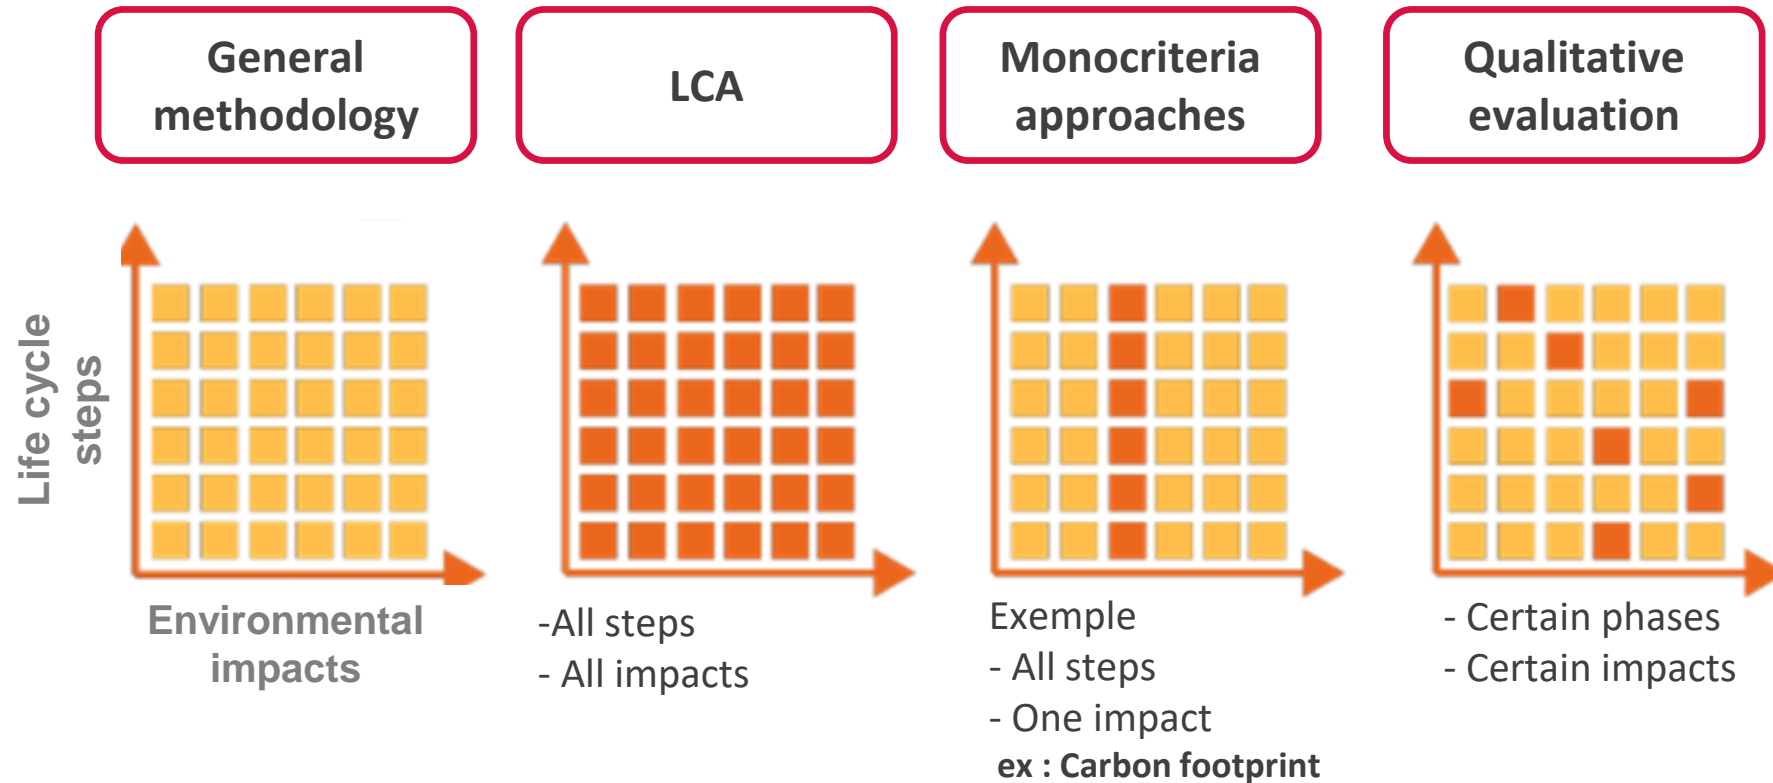 General
methodology
LCA
Monocriteria
approaches
Qualitative
evaluation
Life cycle
steps
Environmental
impacts
-All steps
- All impacts
Exemple
- All steps
- One impact
ex : Carbon footprint
- Certain phases
- Certain impacts